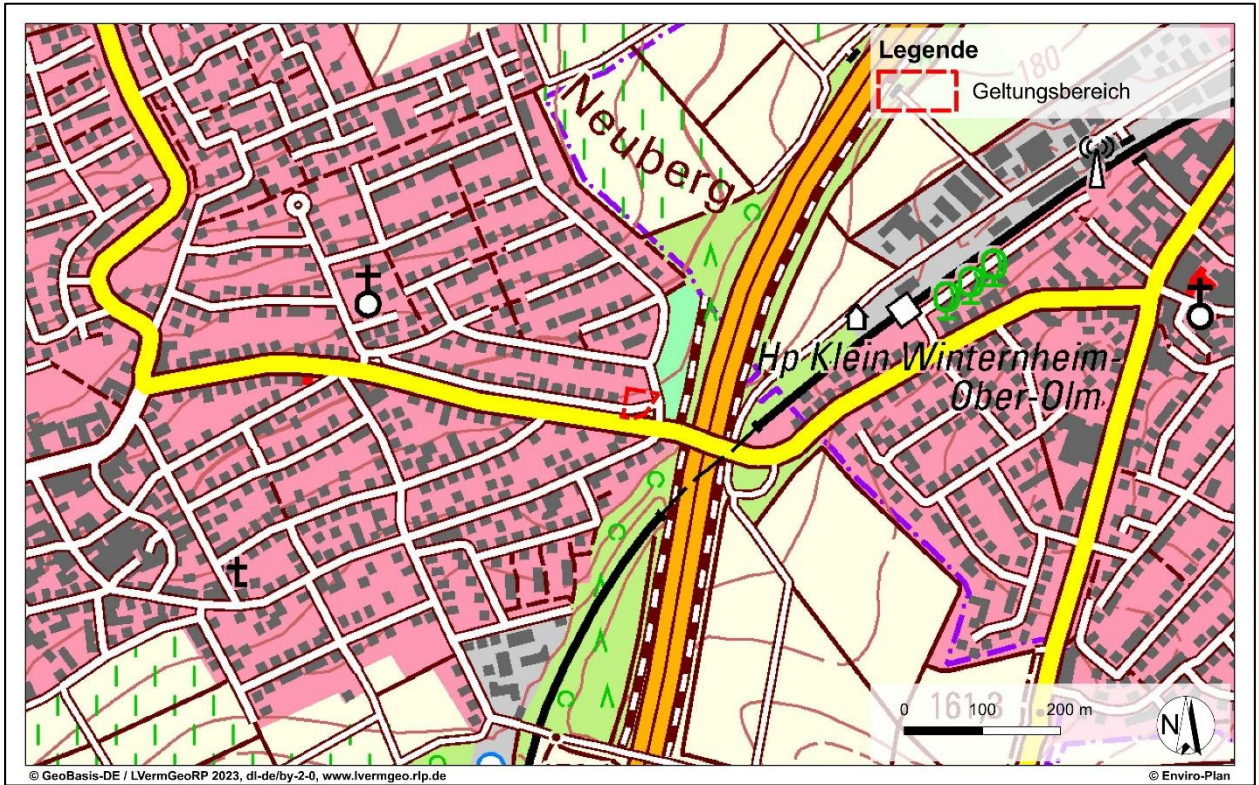 Legende
Geltungsbereich
180
Neuberg
Hp Klein Winternheim-
Ober-Olm
161,3
0 100 200 m
N
© GeoBasis-DE / LVermGeoRP 2023, dl-de/by-2-0, www.lvermgeo.rlp.de
© Enviro-Plan